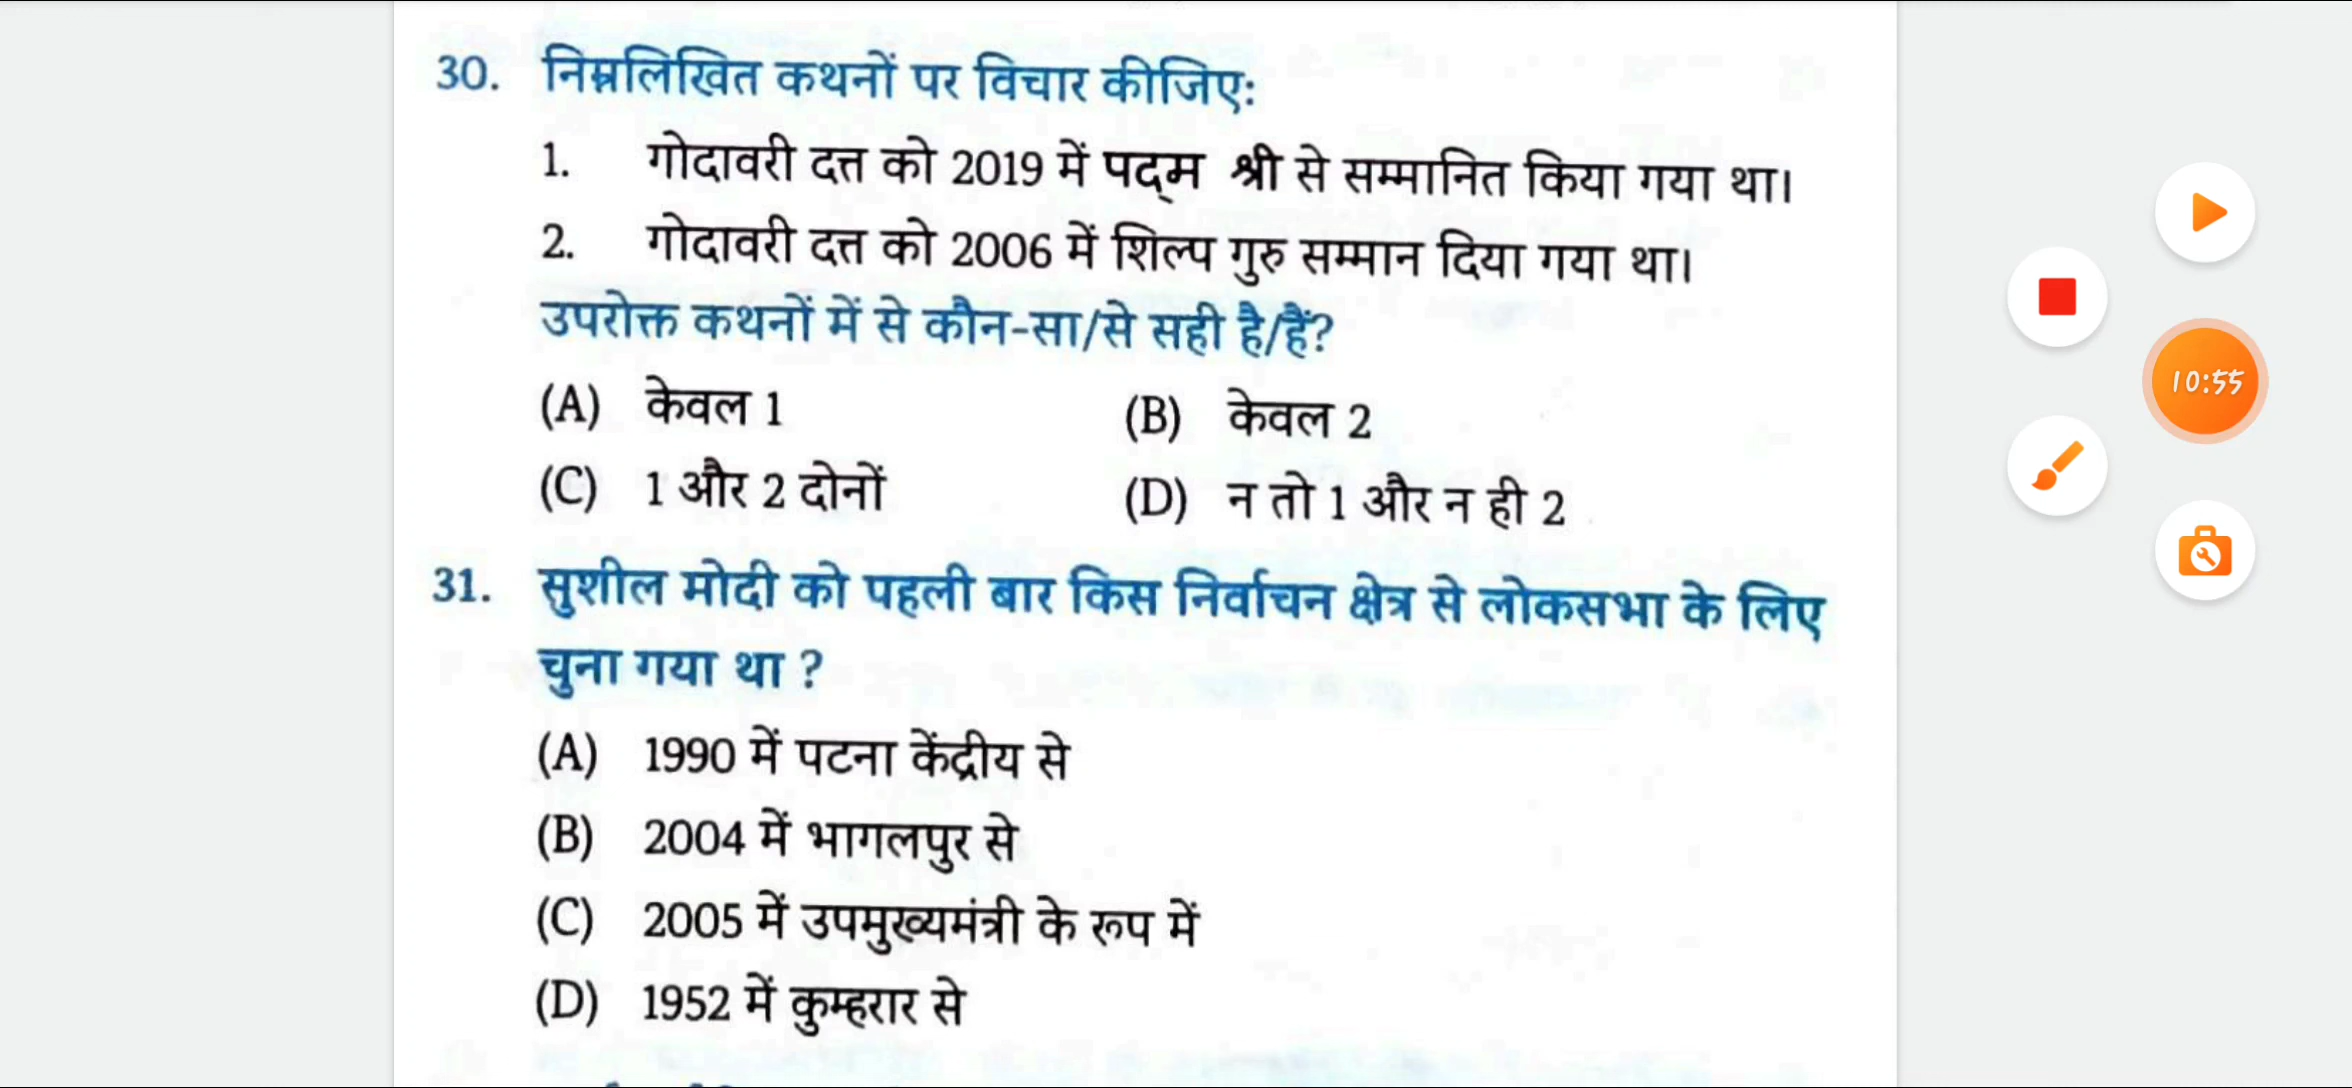 30. निम्नलिखित कथनों पर विचार कीजिए:
1. गोदावरी दत्त को 2019 में पद्म श्री से सम्मानित किया गया था।
2. गोदावरी दत्त को 2006 में शिल्प गुरु सम्मान दिया गया था।
उपरोक्त कथनों में से कौन-सा/से सही है/हैं?
(A) केवल 1 (B) केवल 2
(C) 1 और 2 दोनों (D) न तो 1 और न ही 2
31. सुशील मोदी को पहली बार किस निर्वाचन क्षेत्र से लोकसभा के लिए
चुना गया था ?
(A) 1990 में पटना केंद्रीय से
(B) 2004 में भागलपुर से
(C) 2005 में उपमुख्यमंत्री के रूप में
(D) 1952 में कुम्हरार से
10:55